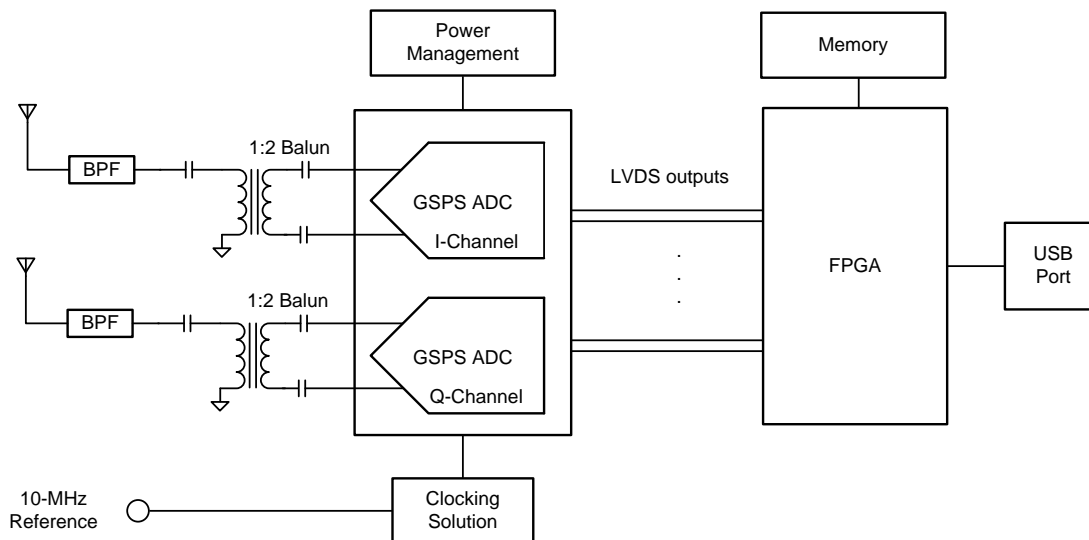 Power
Management
Memory
1:2 Balun
BPF
GSPS ADC
I-Channel
LVDS outputs
FPGA
USB
Port
1:2 Balun
BPF
GSPS ADC
Q-Channel
10-MHz
Reference
Clocking
Solution